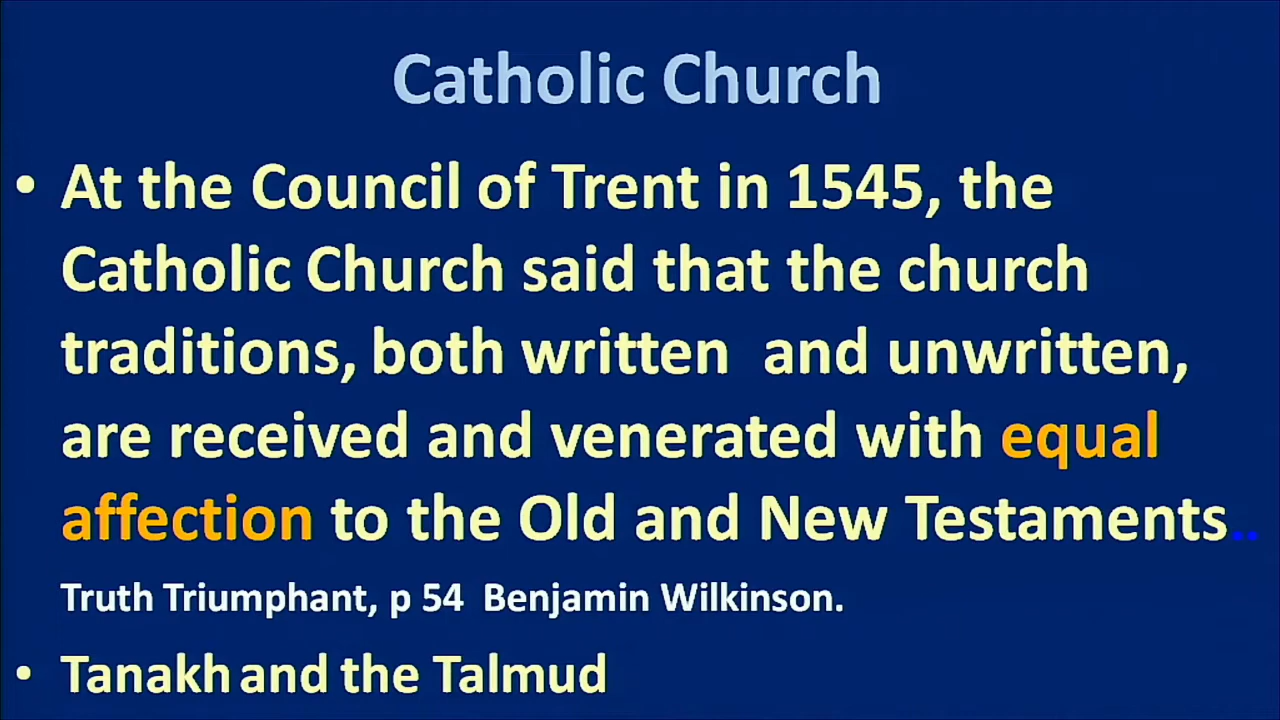 Catholic Church
• At the Council of Trent in 1545, the
Catholic Church said that the church
traditions, both written and unwritten,
are received and venerated with equal
affection to the Old and New Testaments..
Truth Triumphant, p 54 Benjamin Wilkinson.
• Tanakh and the Talmud